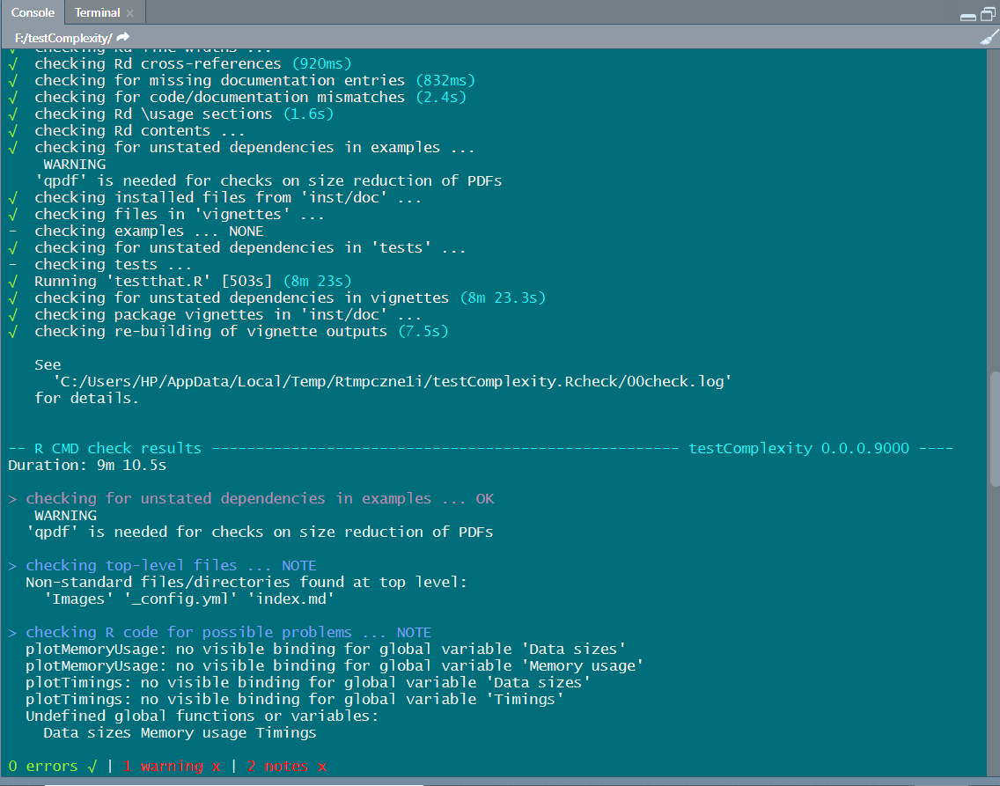 Console Terminal
F:/testComplexity/
√ checking Rd line widths ...
√ checking Rd cross-references (920ms)
√ checking for missing documentation entries (832ms)
√ checking for code/documentation mismatches (2.4s)
√ checking Rd \usage sections (1.6s)
√ checking Rd contents ...
√ checking for unstated dependencies in examples ...
WARNING
'qpdf' is needed for checks on size reduction of PDFs
√ checking installed files from 'inst/doc' ...
√ checking files in 'vignettes' ...
- checking examples ... NONE
√ checking for unstated dependencies in 'tests' ...
- checking tests ...
√ Running 'testthat.R' [503s] (8m 23s)
√ checking for unstated dependencies in vignettes (8m 23.3s)
√ checking package vignettes in 'inst/doc' ...
√ checking re-building of vignette outputs (7.5s)
See
'C:/Users/HP/AppData/Local/Temp/Rtmpczne1i/testComplexity.Rcheck/00check.log'
for details.
-- R CMD check results ----------------------------------------------------- testComplexity 0.0.0.9000 ----
Duration: 9m 10.5s
> checking for unstated dependencies in examples ... OK
WARNING
'qpdf' is needed for checks on size reduction of PDFs
> checking top-level files ... NOTE
Non-standard files/directories found at top level:
'Images' '_config.yml' 'index.md'
> checking R code for possible problems ... NOTE
plotMemoryUsage: no visible binding for global variable 'Data sizes'
plotMemoryUsage: no visible binding for global variable 'Memory usage'
plotTimings: no visible binding for global variable 'Data sizes'
plotTimings: no visible binding for global variable 'Timings'
Undefined global functions or variables:
Data sizes Memory usage Timings
0 errors √ | 1 warning x | 2 notes x